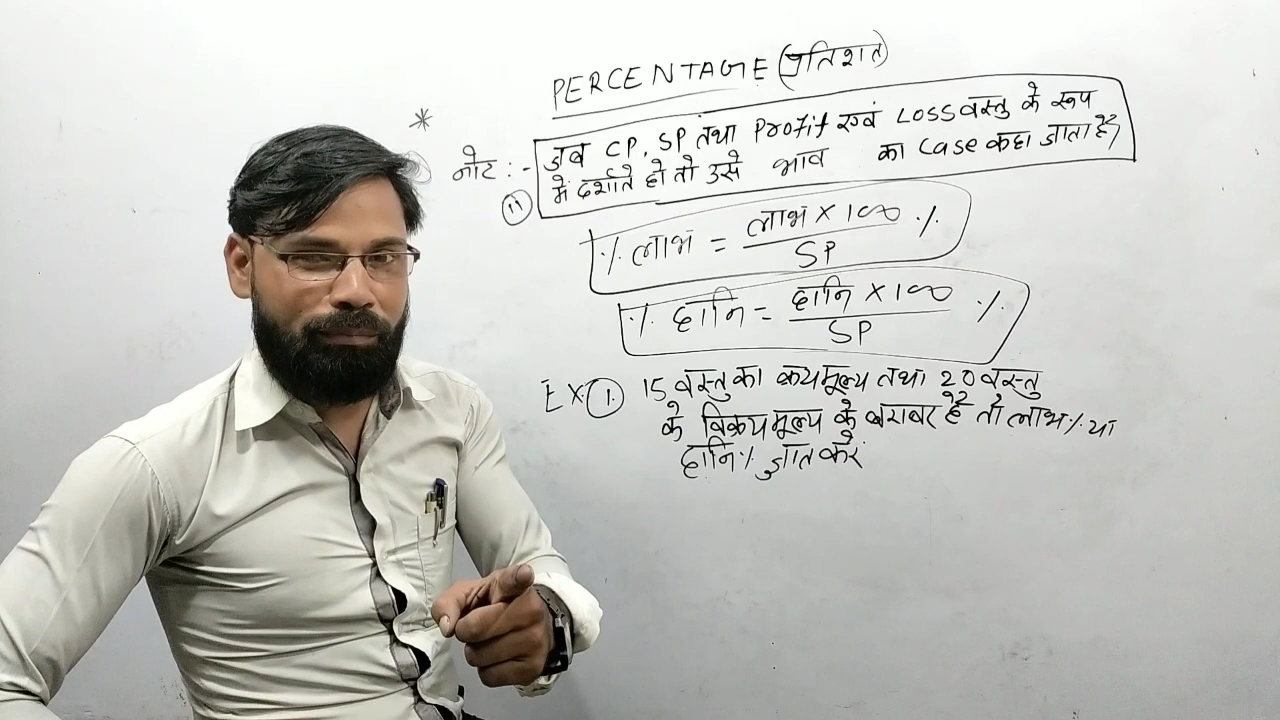 PERCENTAGE (प्रतिशत)
*
नोट :- जब CP, SP तथा Profit एवं LOSS वस्तु के रूप
में दर्शाते हो तो उसे भाव का Case कहा जाता है।
(ii)
% लाभ = लाभ × 100 / SP %
% हानि = हानि × 100 / SP %
EX. (1. 15 वस्तु का क्रयमूल्य तथा 20 वस्तु
के विक्रयमूल्य के बराबर है तो लाभ% या
हानि% ज्ञात करें